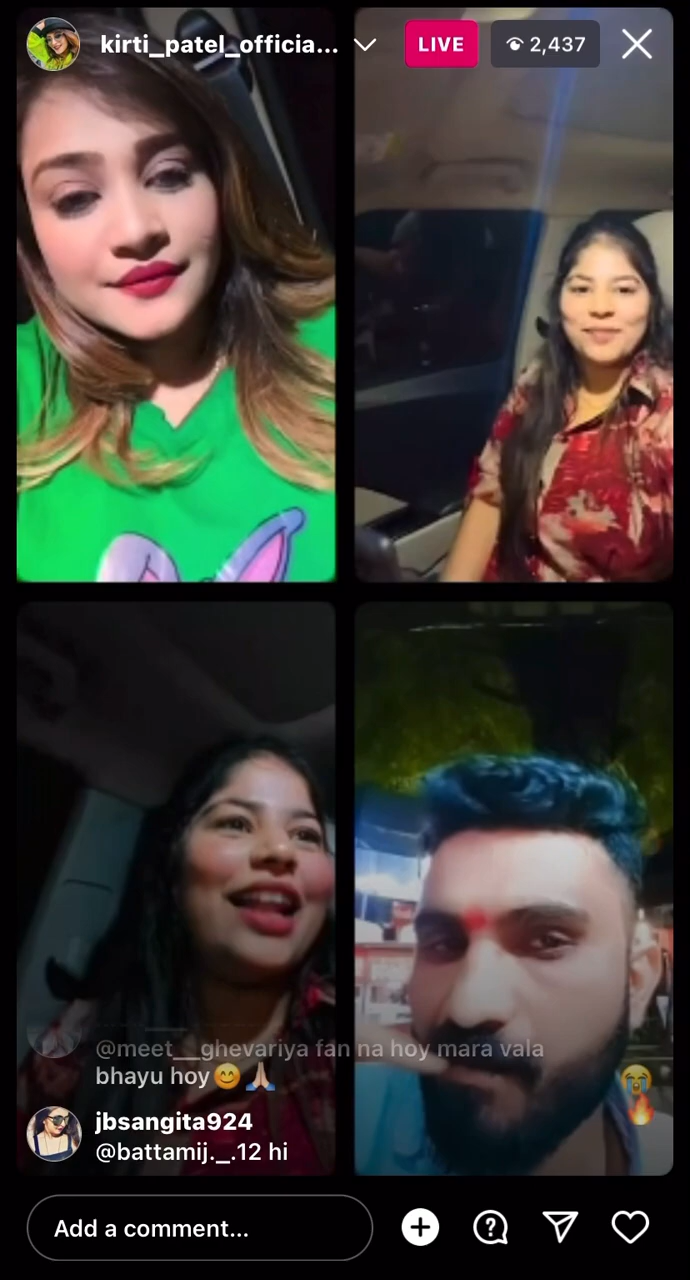 kirti_patel_officia...
LIVE
2,437
@meet__ghevariya fan na hoy mara vala
bhayu hoy😊🙏🏻
jbsangita924
@battamij._.12 hi
Add a comment...